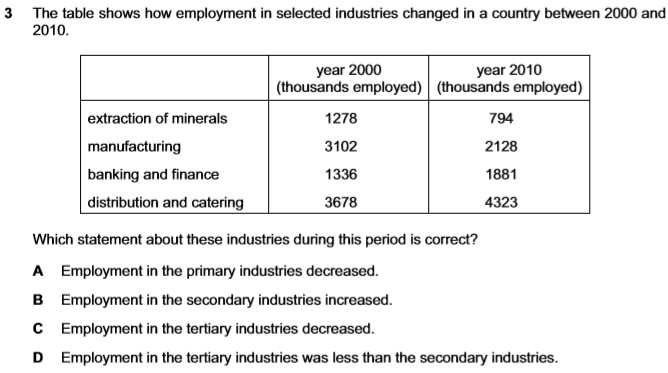 3 The table shows how employment in selected industries changed in a country between 2000 and
2010.
year 2000 year 2010
(thousands employed) (thousands employed)
extraction of minerals 1278 794
manufacturing 3102 2128
banking and finance 1336 1881
distribution and catering 3678 4323
Which statement about these industries during this period is correct?
A Employment in the primary industries decreased.
B Employment in the secondary industries increased.
C Employment in the tertiary industries decreased.
D Employment in the tertiary industries was less than the secondary industries.